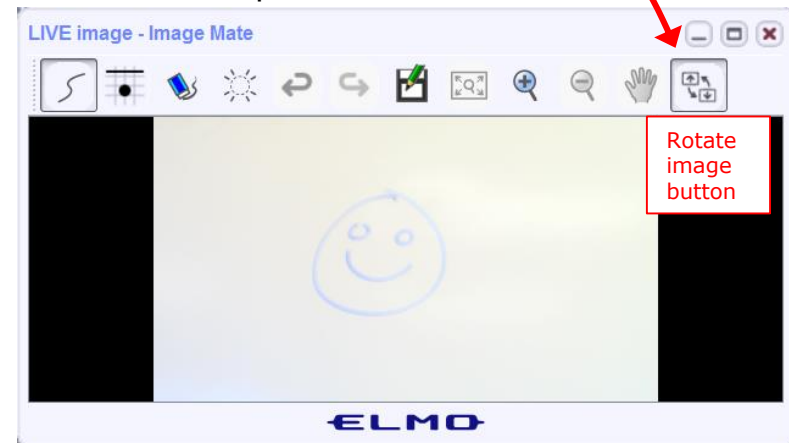 LIVE image - Image Mate
Rotate
image
button
ELMO